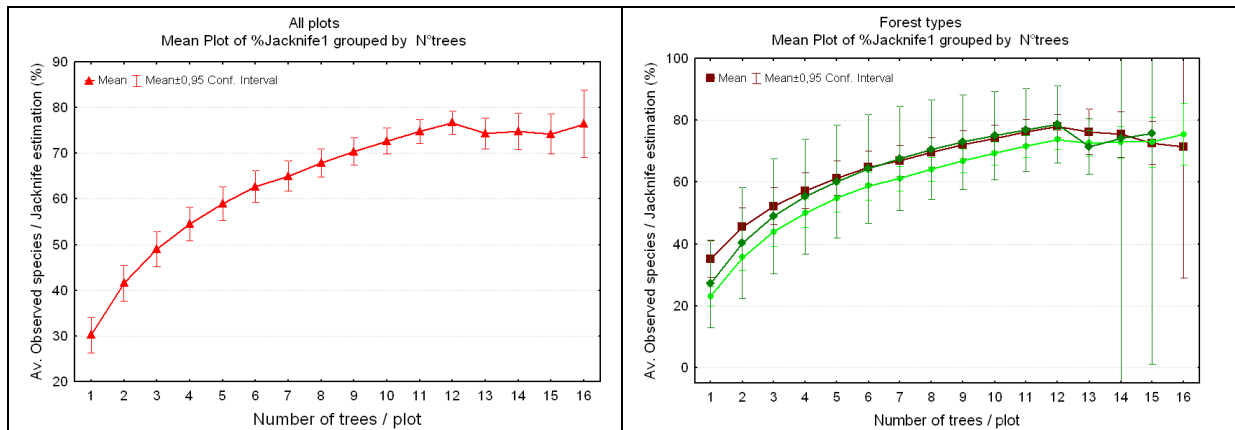 All plots
Mean Plot of %Jacknife1 grouped by N°trees
Mean Mean±0,95 Conf. Interval
Av. Observed species / Jacknife estimation (%)
90
80
70
60
50
40
30
20
1 2 3 4 5 6 7 8 9 10 11 12 13 14 15 16
Number of trees / plot
Forest types
Mean Plot of %Jacknife1 grouped by N°trees
Mean Mean±0,95 Conf. Interval
Av. Observed species / Jacknife estimation (%)
100
80
60
40
20
0
1 2 3 4 5 6 7 8 9 10 11 12 13 14 15 16
Number of trees / plot